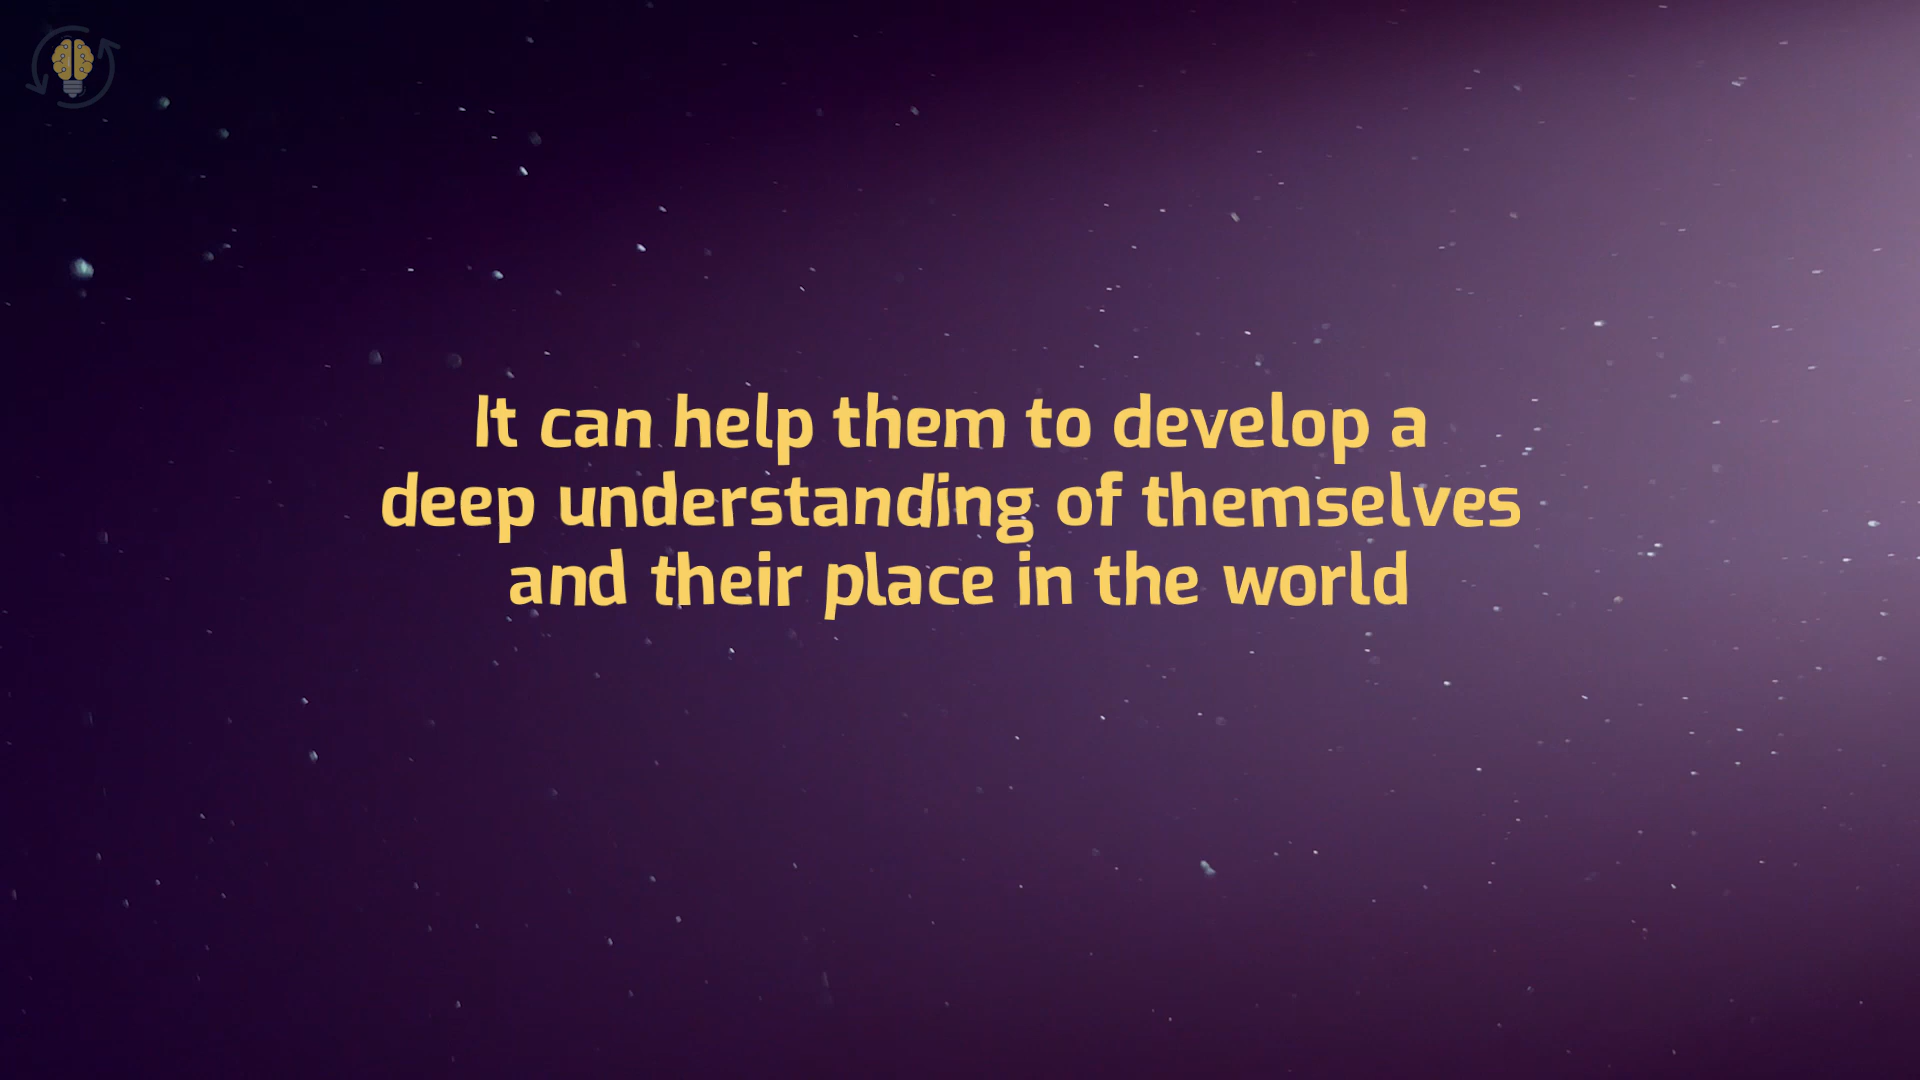 It can help them to develop a
deep understanding of themselves
and their place in the world